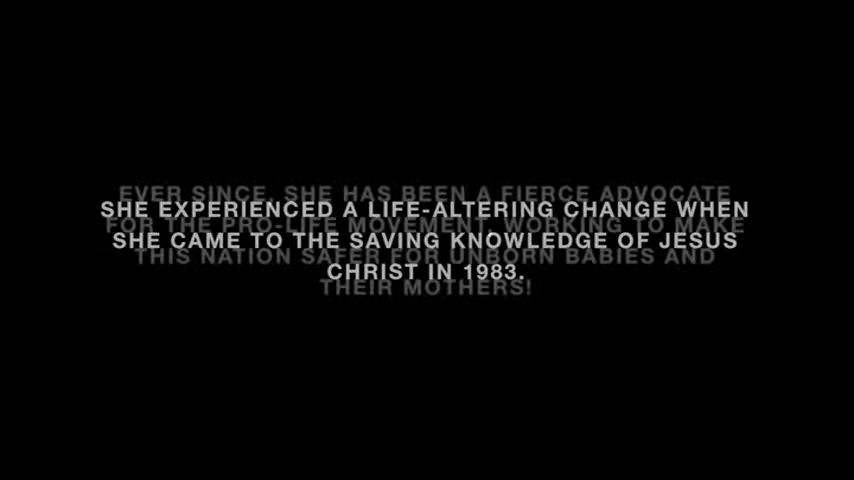 SHE EXPERIENCED A LIFE-ALTERING CHANGE WHEN
SHE CAME TO THE SAVING KNOWLEDGE OF JESUS
CHRIST IN 1983.
EVER SINCE, SHE HAS BEEN A FIERCE ADVOCATE
FOR THE PRO-LIFE MOVEMENT, WORKING TO MAKE
THIS NATION SAFER FOR UNBORN BABIES AND
THEIR MOTHERS!